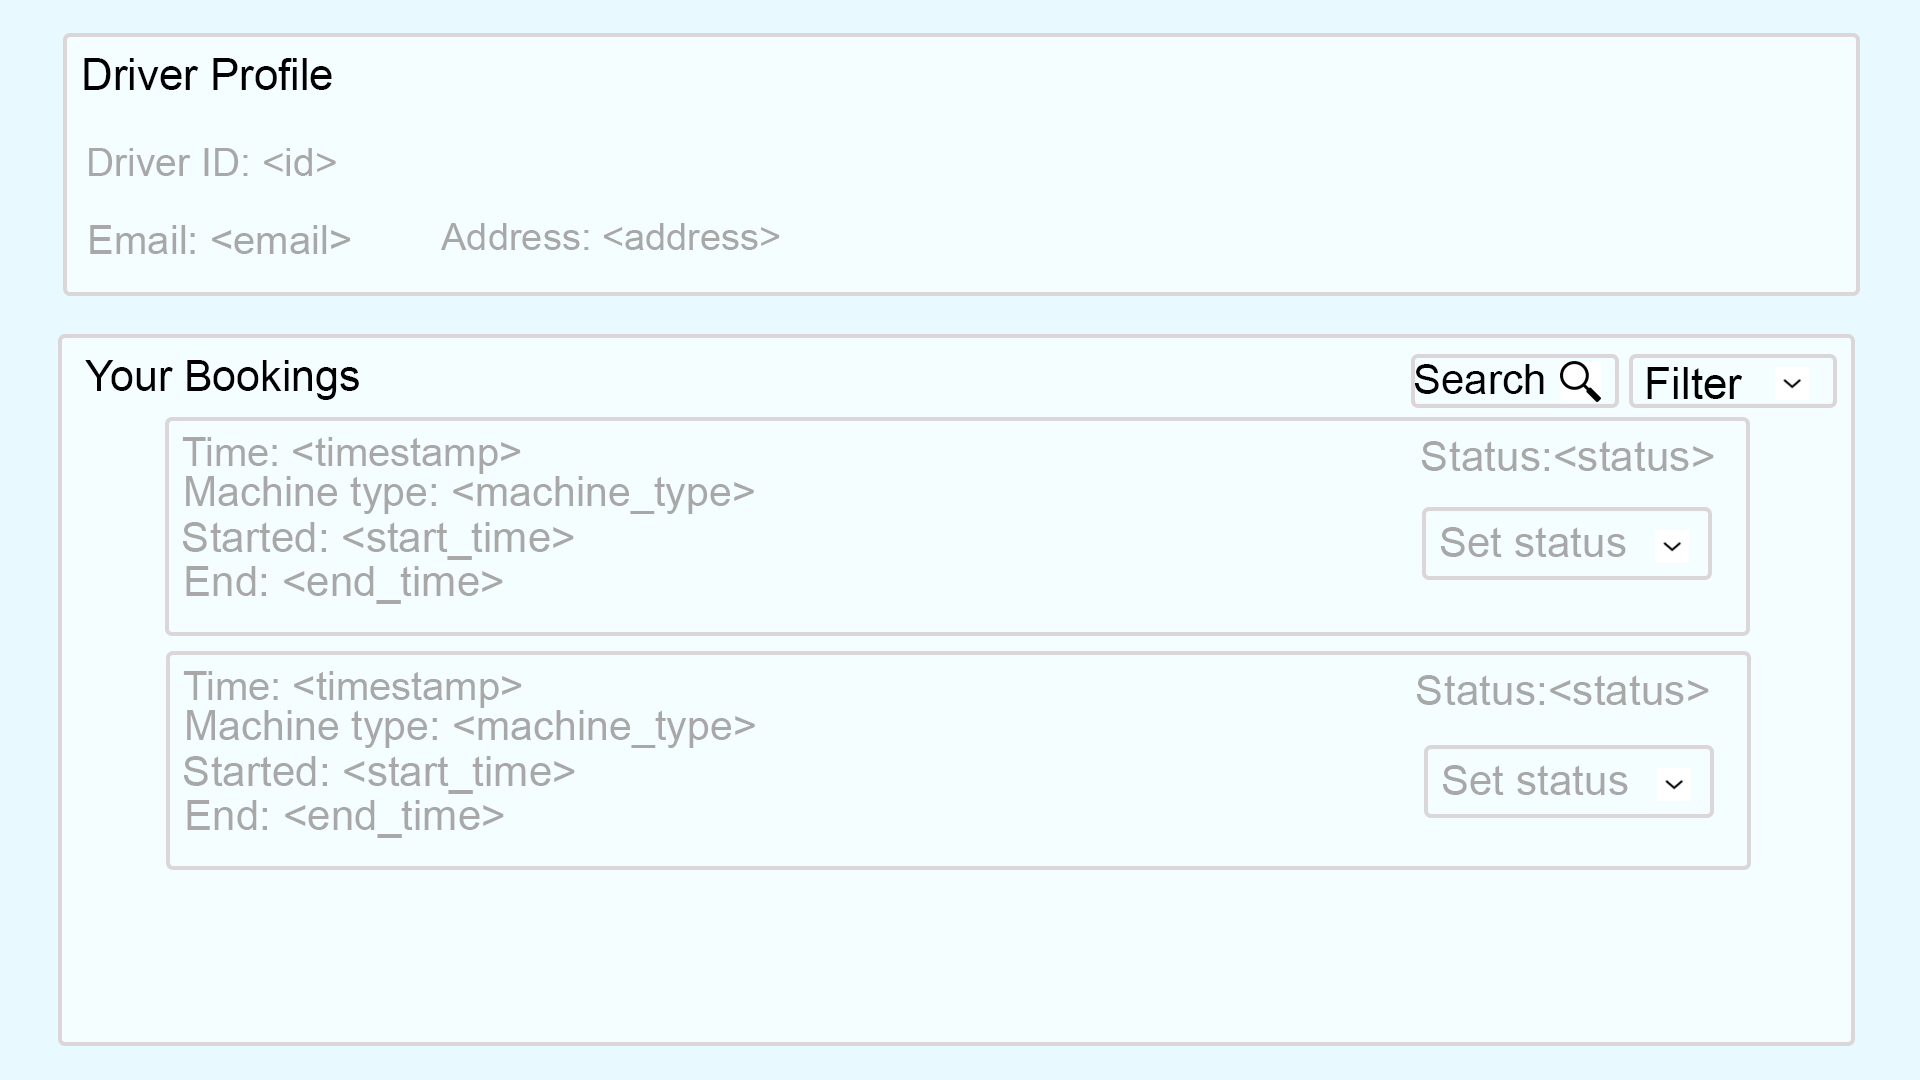 Driver Profile
Driver ID: <id>
Email: <email>
Address: <address>
Your Bookings
Search
Filter
Time: <timestamp>
Machine type: <machine_type>
Started: <start_time>
End: <end_time>
Status:<status>
Set status
Time: <timestamp>
Machine type: <machine_type>
Started: <start_time>
End: <end_time>
Status:<status>
Set status